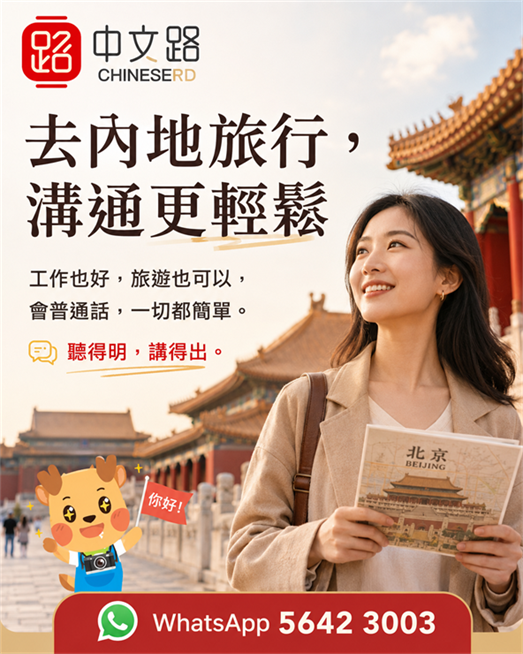 路
中文路
CHINESERD
去內地旅行，
溝通更輕鬆
工作也好，旅遊也可以，
會普通話，一切都簡單。
聽得明，講得出。
你好！
北京
BEIJING
WhatsApp 5642 3003